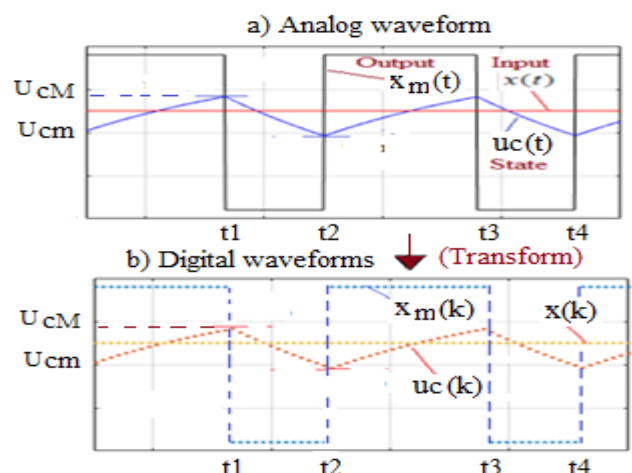 a) Analog waveform
Output Input
UcM xm(t) x(t)
Ucm uc(t)
State
t1 t2 t3 t4
b) Digital waveforms (Transform)
UcM xm(k) x(k)
Ucm uc(k)
t1 t2 t3 t4